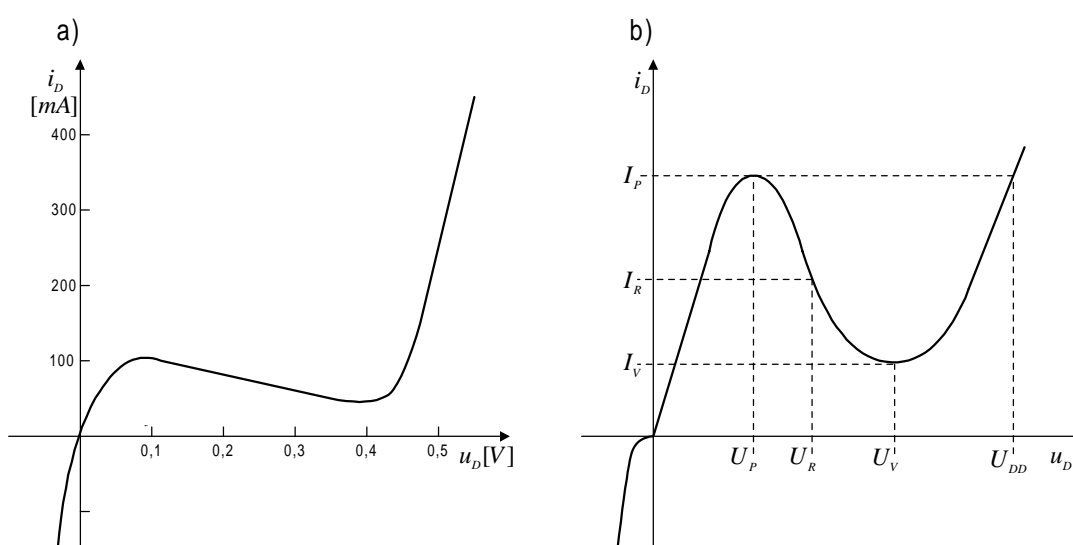 a)
i_D
[mA]
400
300
200
100
0,1 0,2 0,3 0,4 0,5 u_D[V]
b)
i_D
I_P
I_R
I_V
U_P U_R U_V U_DD u_D